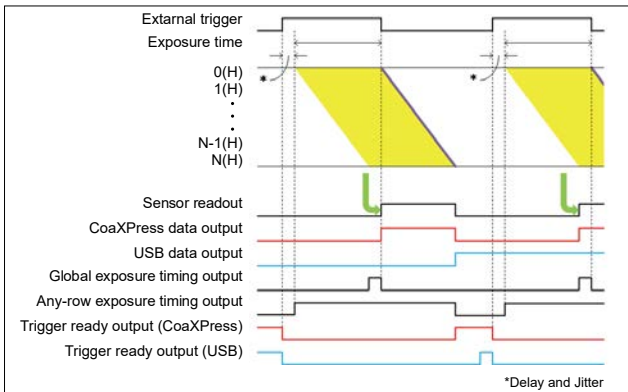 Extarnal trigger
Exposure time
*
*
0(H)
1(H)
•
•
•
N-1(H)
N(H)
Sensor readout
CoaXPress data output
USB data output
Global exposure timing output
Any-row exposure timing output
Trigger ready output (CoaXPress)
Trigger ready output (USB)
*Delay and Jitter